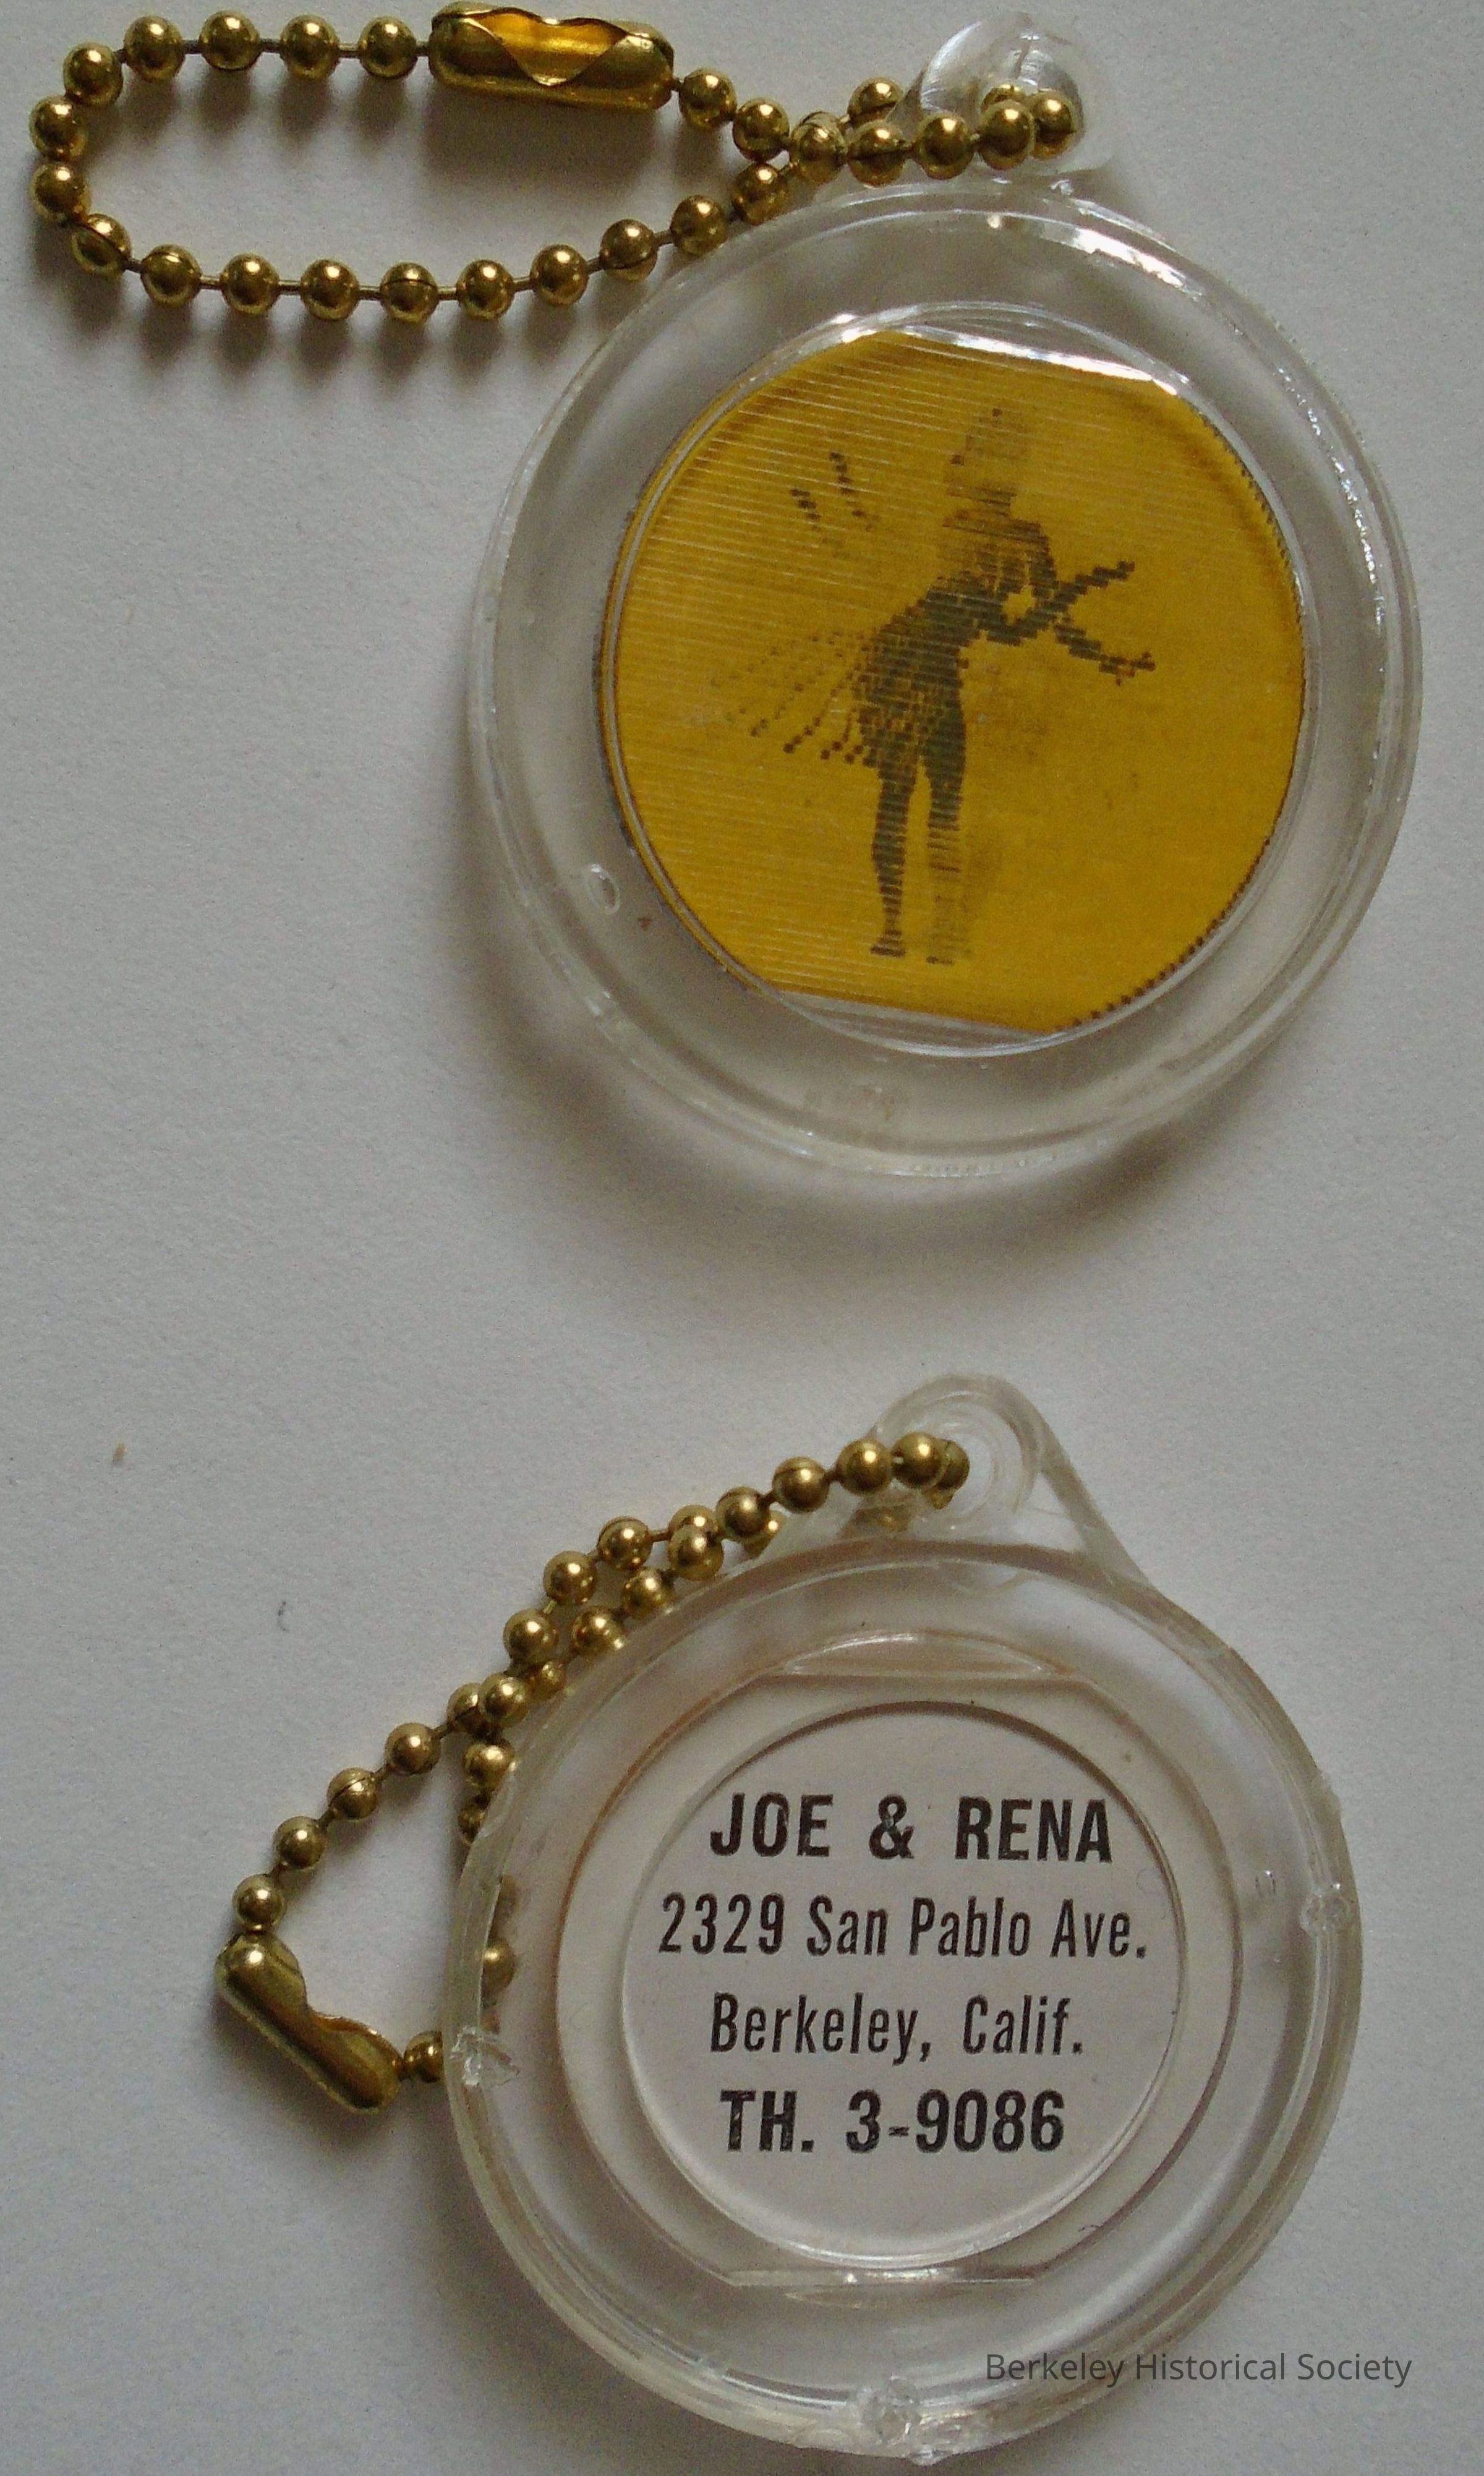 JOE & RENA
2329 San Pablo Ave.
Berkeley, Calif.
TH. 3-9086
Berkeley Historical Society